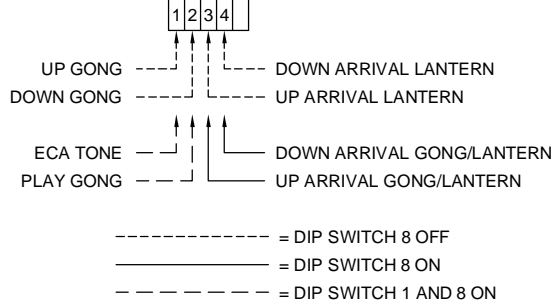 1 2 3 4
UP GONG DOWN ARRIVAL LANTERN
DOWN GONG UP ARRIVAL LANTERN
ECA TONE DOWN ARRIVAL GONG/LANTERN
PLAY GONG UP ARRIVAL GONG/LANTERN
= DIP SWITCH 8 OFF
= DIP SWITCH 8 ON
= DIP SWITCH 1 AND 8 ON